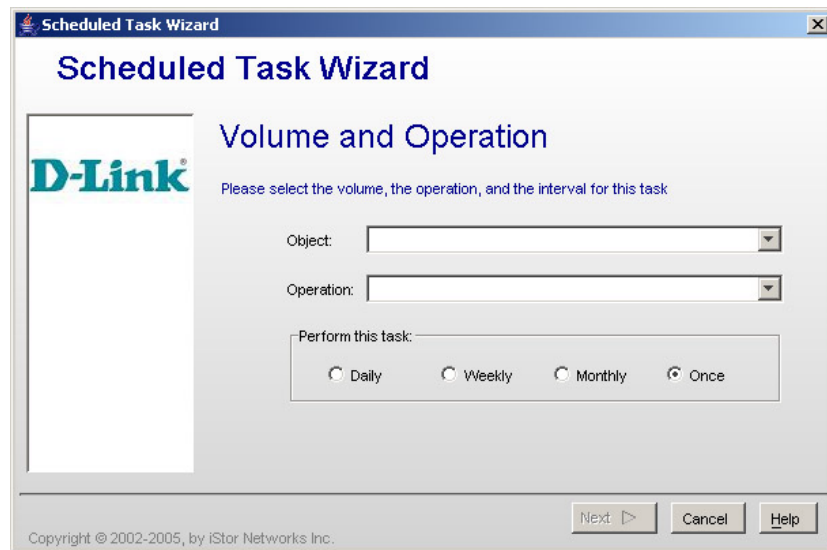 Scheduled Task Wizard
Scheduled Task Wizard
D-Link®
Volume and Operation
Please select the volume, the operation, and the interval for this task
Object:
Operation:
Perform this task:
Daily Weekly Monthly Once
Next Cancel Help
Copyright © 2002-2005, by iStor Networks Inc.